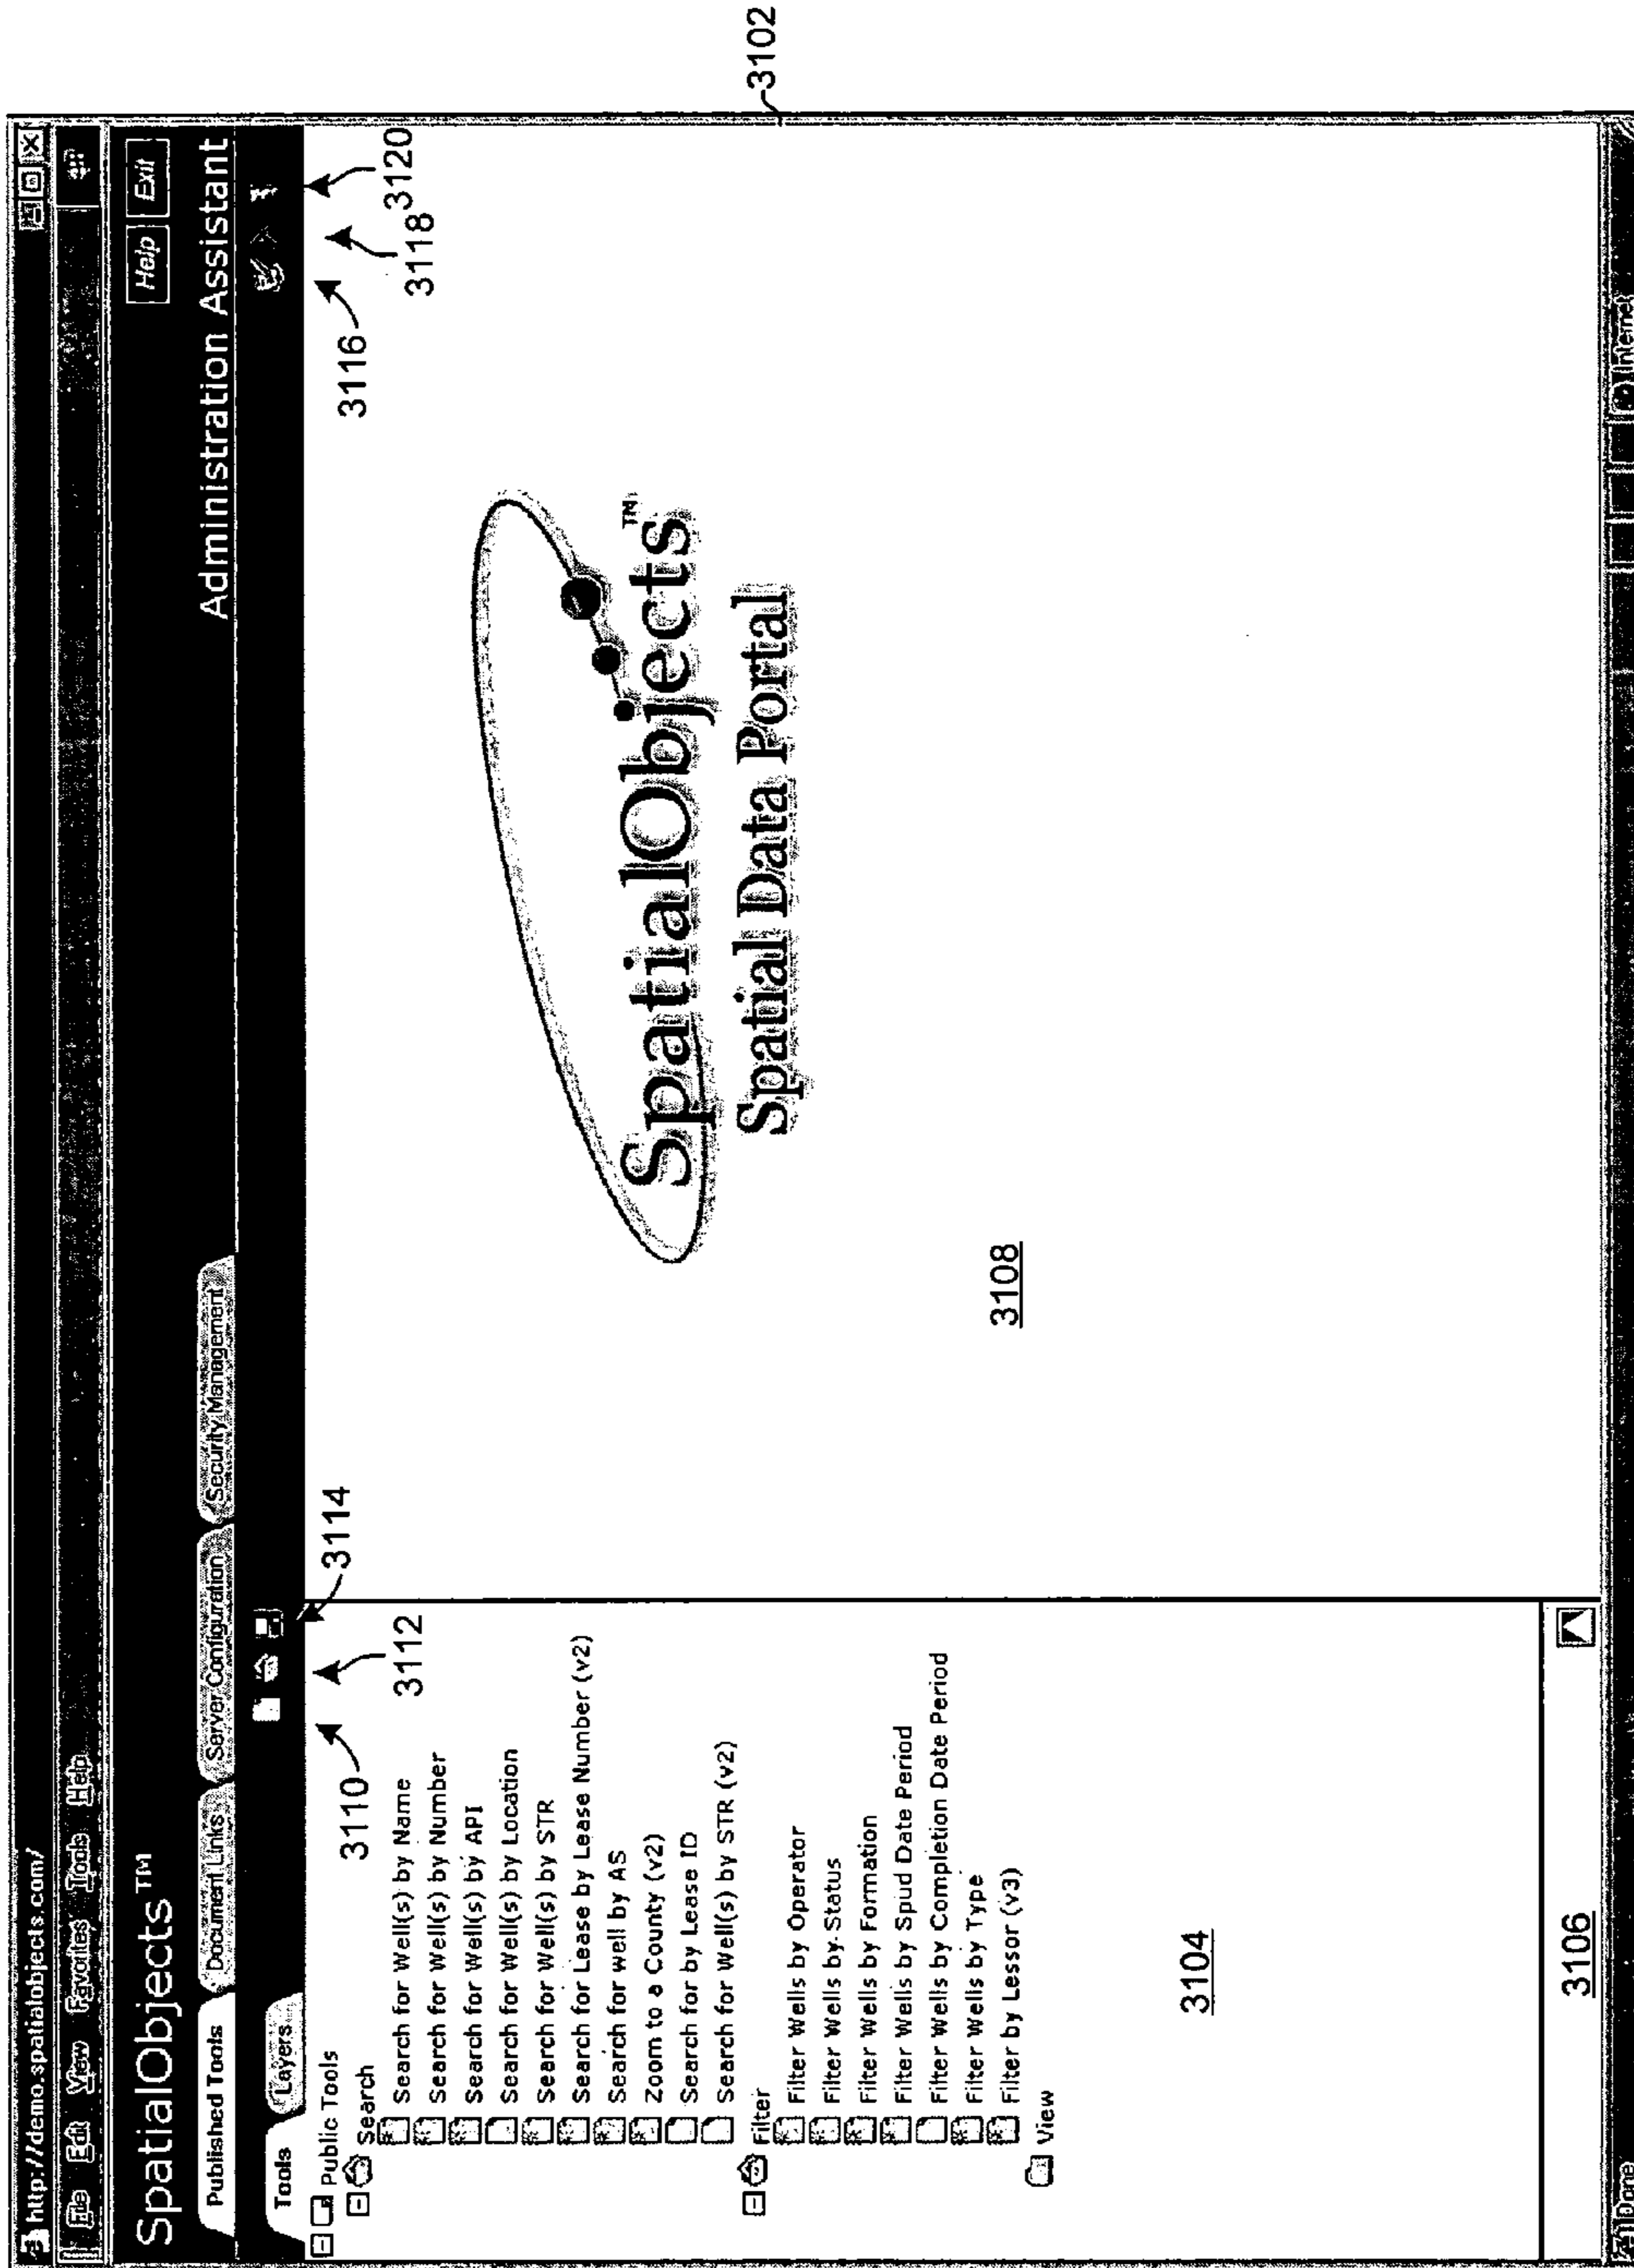 http://demo.spatialobjects.com/
File Edit View Favorites Tools Help
SpatialObjects™
Help Exit
Published Tools Document Links Server Configuration Security Management Administration Assistant
Tools Layers
Public Tools
Search
Search for Well(s) by Name
Search for Well(s) by Number
Search for Well(s) by API
Search for Well(s) by Location
Search for Well(s) by STR
Search for Lease by Lease Number (v2)
Search for well by AS
Zoom to a County (v2)
Search for by Lease ID
Search for Well(s) by STR (v2)
Filter
Filter Wells by Operator
Filter Wells by Status
Filter Wells by Formation
Filter Wells by Spud Date Period
Filter Wells by Completion Date Period
Filter Wells by Type
Filter by Lessor (v3)
View
3110
3112
3114
3116
3118
3120
SpatialObjects™
Spatial Data Portal
3102
3108
3104
3106
Done
Internet